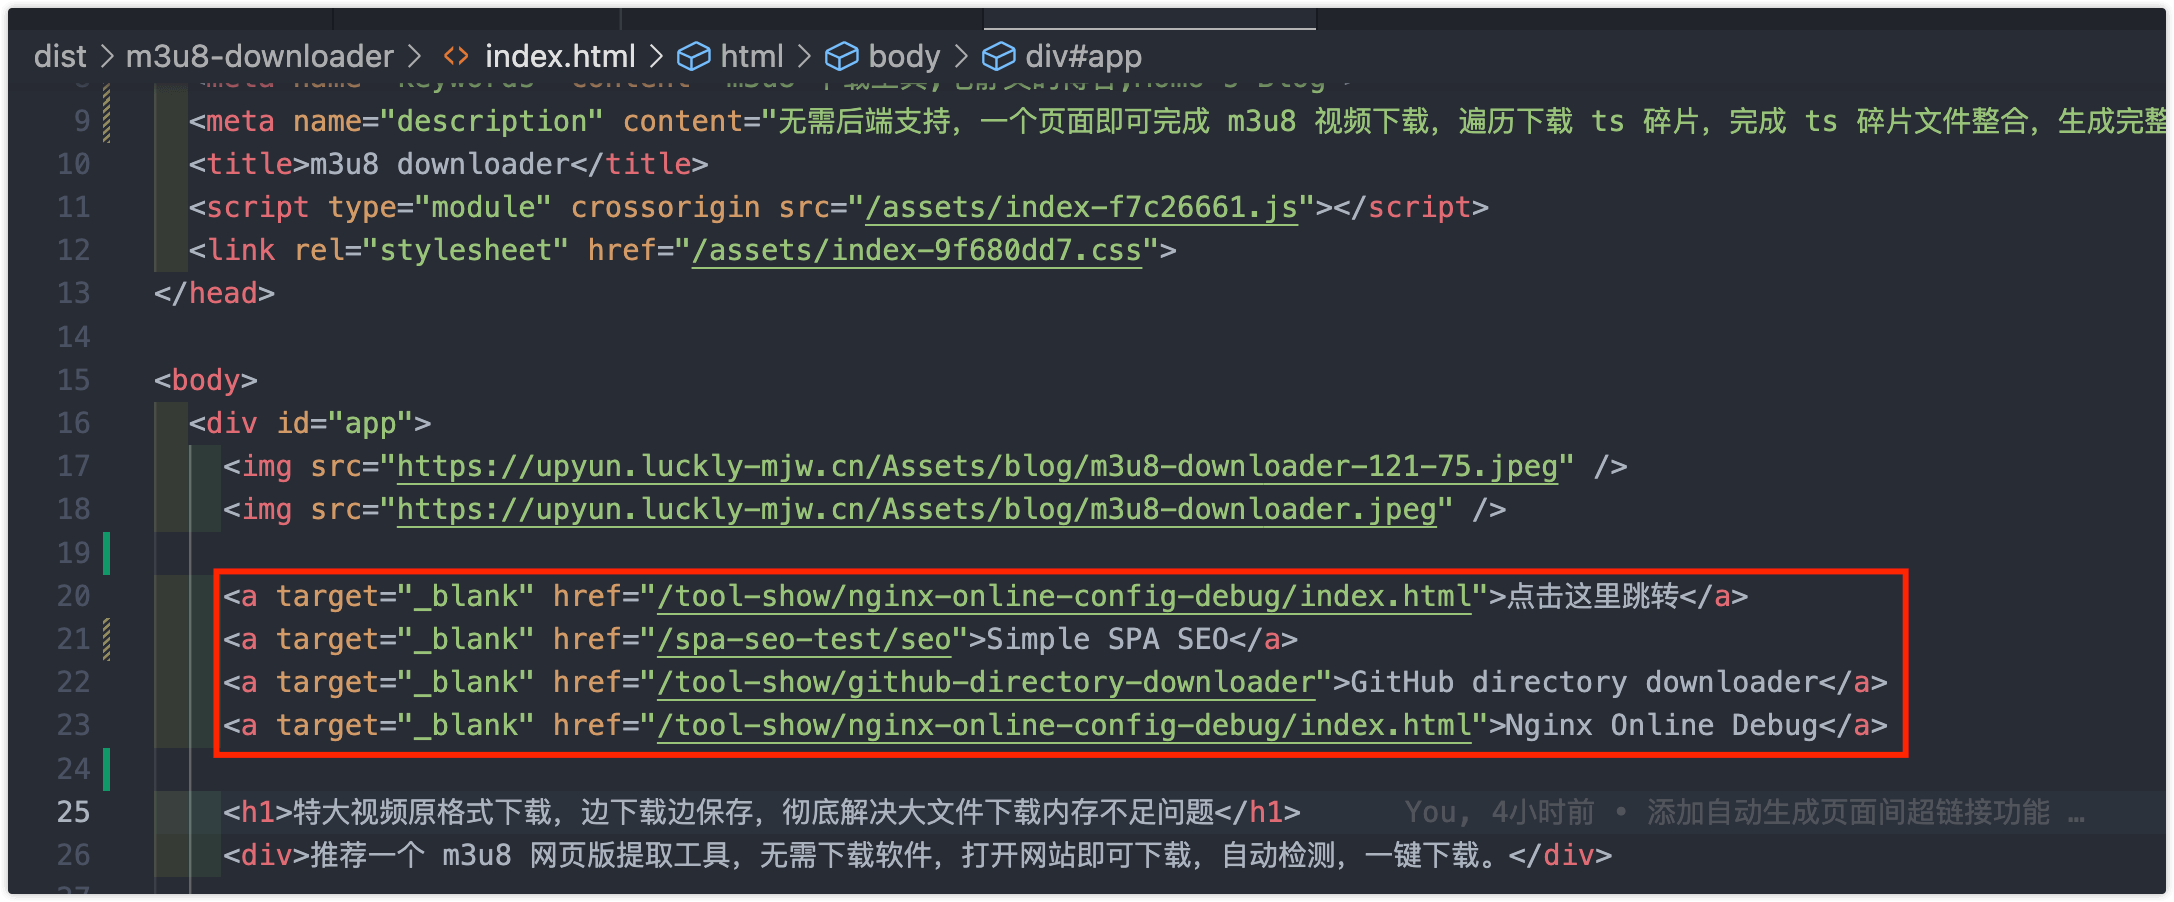 dist > m3u8-downloader > <> index.html > html > body > div#app
9 <meta name="description" content="无需后端支持，一个页面即可完成 m3u8 视频下载，遍历下载 ts 碎片，完成 ts 碎片文件整合，生成完整
10 <title>m3u8 downloader</title>
11 <script type="module" crossorigin src="/assets/index-f7c26661.js"></script>
12 <link rel="stylesheet" href="/assets/index-9f680dd7.css">
13 </head>
14
15 <body>
16 <div id="app">
17 <img src="https://upyun.luckly-mjw.cn/Assets/blog/m3u8-downloader-121-75.jpeg" />
18 <img src="https://upyun.luckly-mjw.cn/Assets/blog/m3u8-downloader.jpeg" />
19
20 <a target="_blank" href="/tool-show/nginx-online-config-debug/index.html">点击这里跳转</a>
21 <a target="_blank" href="/spa-seo-test/seo">Simple SPA SEO</a>
22 <a target="_blank" href="/tool-show/github-directory-downloader">GitHub directory downloader</a>
23 <a target="_blank" href="/tool-show/nginx-online-config-debug/index.html">Nginx Online Debug</a>
24
25 <h1>特大视频原格式下载，边下载边保存，彻底解决大文件下载内存不足问题</h1> You, 4小时前 • 添加自动生成页面间超链接功能 …
26 <div>推荐一个 m3u8 网页版提取工具，无需下载软件，打开网站即可下载，自动检测，一键下载。</div>